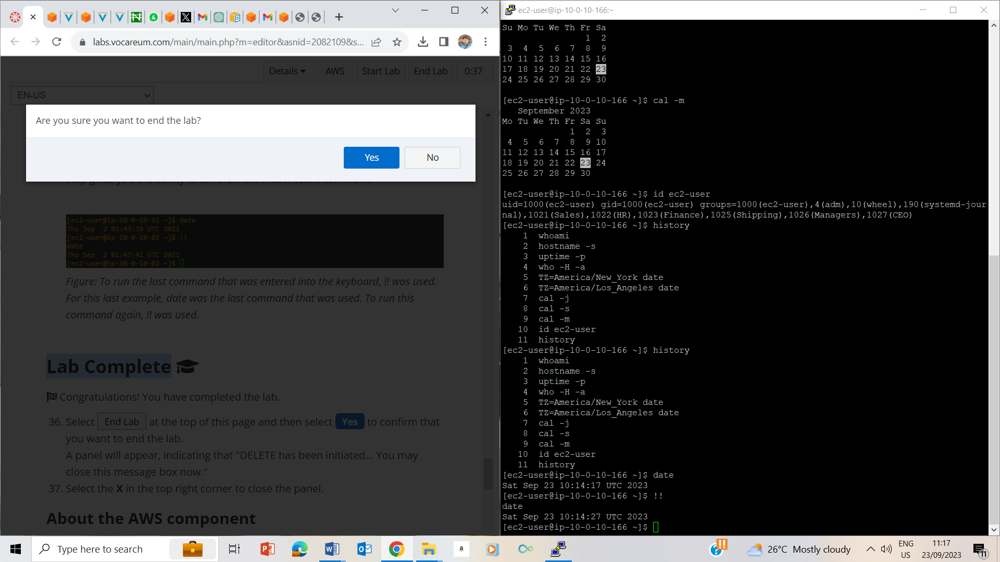 labs.vocareum.com/main/main.php?m=editor&asnid=2082109&s...
Details
AWS
Start Lab
End Lab
0:37
EN-US
Are you sure you want to end the lab?
Yes
No
[ec2-user@ip-10-0-10-82 ~]$ date
Thu Sep  2 01:43:39 UTC 2021
[ec2-user@ip-10-0-10-82 ~]$ !!
date
Thu Sep  2 01:43:41 UTC 2021
[ec2-user@ip-10-0-10-82 ~]$
Figure: To run the last command that was entered into the keyboard, !! was used.
For this last example, date was the last command that was used. To run this
command again, !! was used.
Lab Complete
Congratulations! You have completed the lab.
36. Select End Lab at the top of this page and then select Yes to confirm that
you want to end the lab.
A panel will appear, indicating that "DELETE has been initiated... You may
close this message box now."
37. Select the X in the top right corner to close the panel.
About the AWS component
ec2-user@ip-10-0-10-166:~
Su Mo Tu We Th Fr Sa
1 2
3 4 5 6 7 8 9
10 11 12 13 14 15 16
17 18 19 20 21 22 23
24 25 26 27 28 29 30
[ec2-user@ip-10-0-10-166 ~]$ cal -m
September 2023
Mo Tu We Th Fr Sa Su
1 2 3
4 5 6 7 8 9 10
11 12 13 14 15 16 17
18 19 20 21 22 23 24
25 26 27 28 29 30
[ec2-user@ip-10-0-10-166 ~]$ id ec2-user
uid=1000(ec2-user) gid=1000(ec2-user) groups=1000(ec2-user),4(adm),10(wheel),190(systemd-jour
nal),1021(Sales),1022(HR),1023(Finance),1025(Shipping),1026(Managers),1027(CEO)
[ec2-user@ip-10-0-10-166 ~]$ history
1 whoami
2 hostname -s
3 uptime -p
4 who -H -a
5 TZ=America/New_York date
6 TZ=America/Los_Angeles date
7 cal -j
8 cal -s
9 cal -m
10 id ec2-user
11 history
[ec2-user@ip-10-0-10-166 ~]$ history
1 whoami
2 hostname -s
3 uptime -p
4 who -H -a
5 TZ=America/New_York date
6 TZ=America/Los_Angeles date
7 cal -j
8 cal -s
9 cal -m
10 id ec2-user
11 history
[ec2-user@ip-10-0-10-166 ~]$ date
Sat Sep 23 10:14:17 UTC 2023
[ec2-user@ip-10-0-10-166 ~]$ !!
date
Sat Sep 23 10:14:27 UTC 2023
[ec2-user@ip-10-0-10-166 ~]$
Type here to search
26°C Mostly cloudy
ENG
US
11:17
23/09/2023
11